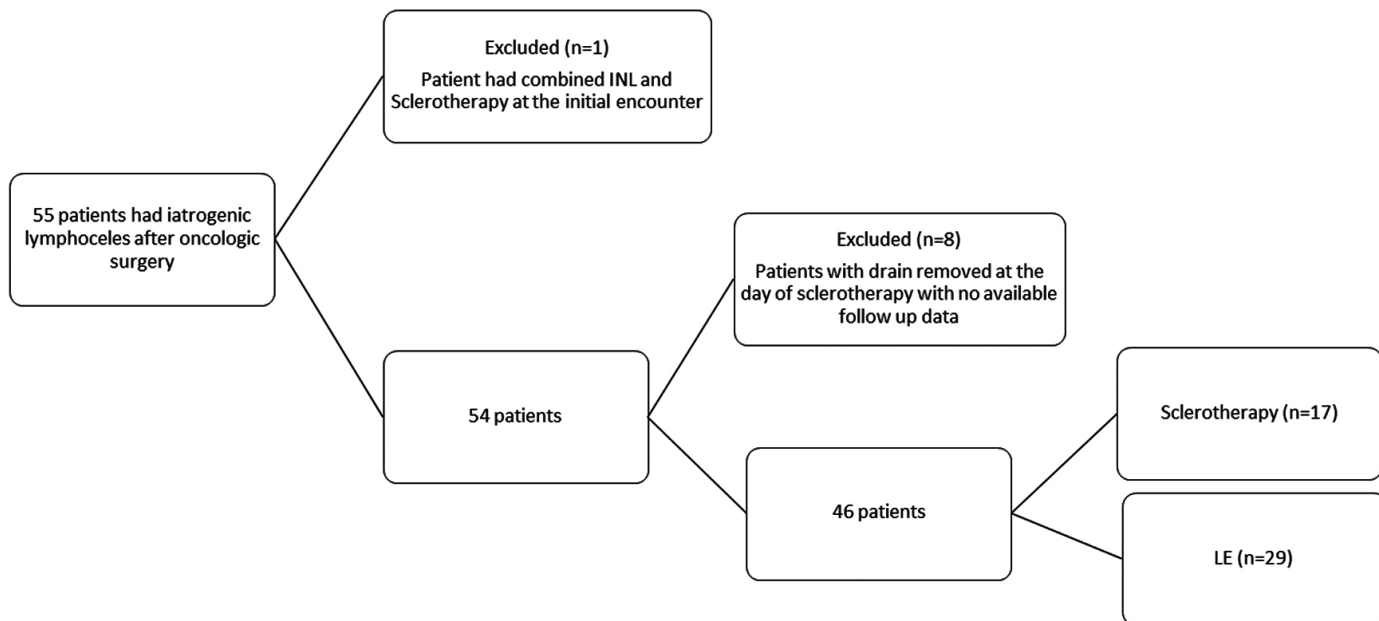 Excluded (n=1)
Patient had combined INL and
Sclerotherapy at the initial encounter
55 patients had iatrogenic
lymphoceles after oncologic
surgery
Excluded (n=8)
Patients with drain removed at the
day of sclerotherapy with no available
follow up data
54 patients
Sclerotherapy (n=17)
46 patients
LE (n=29)